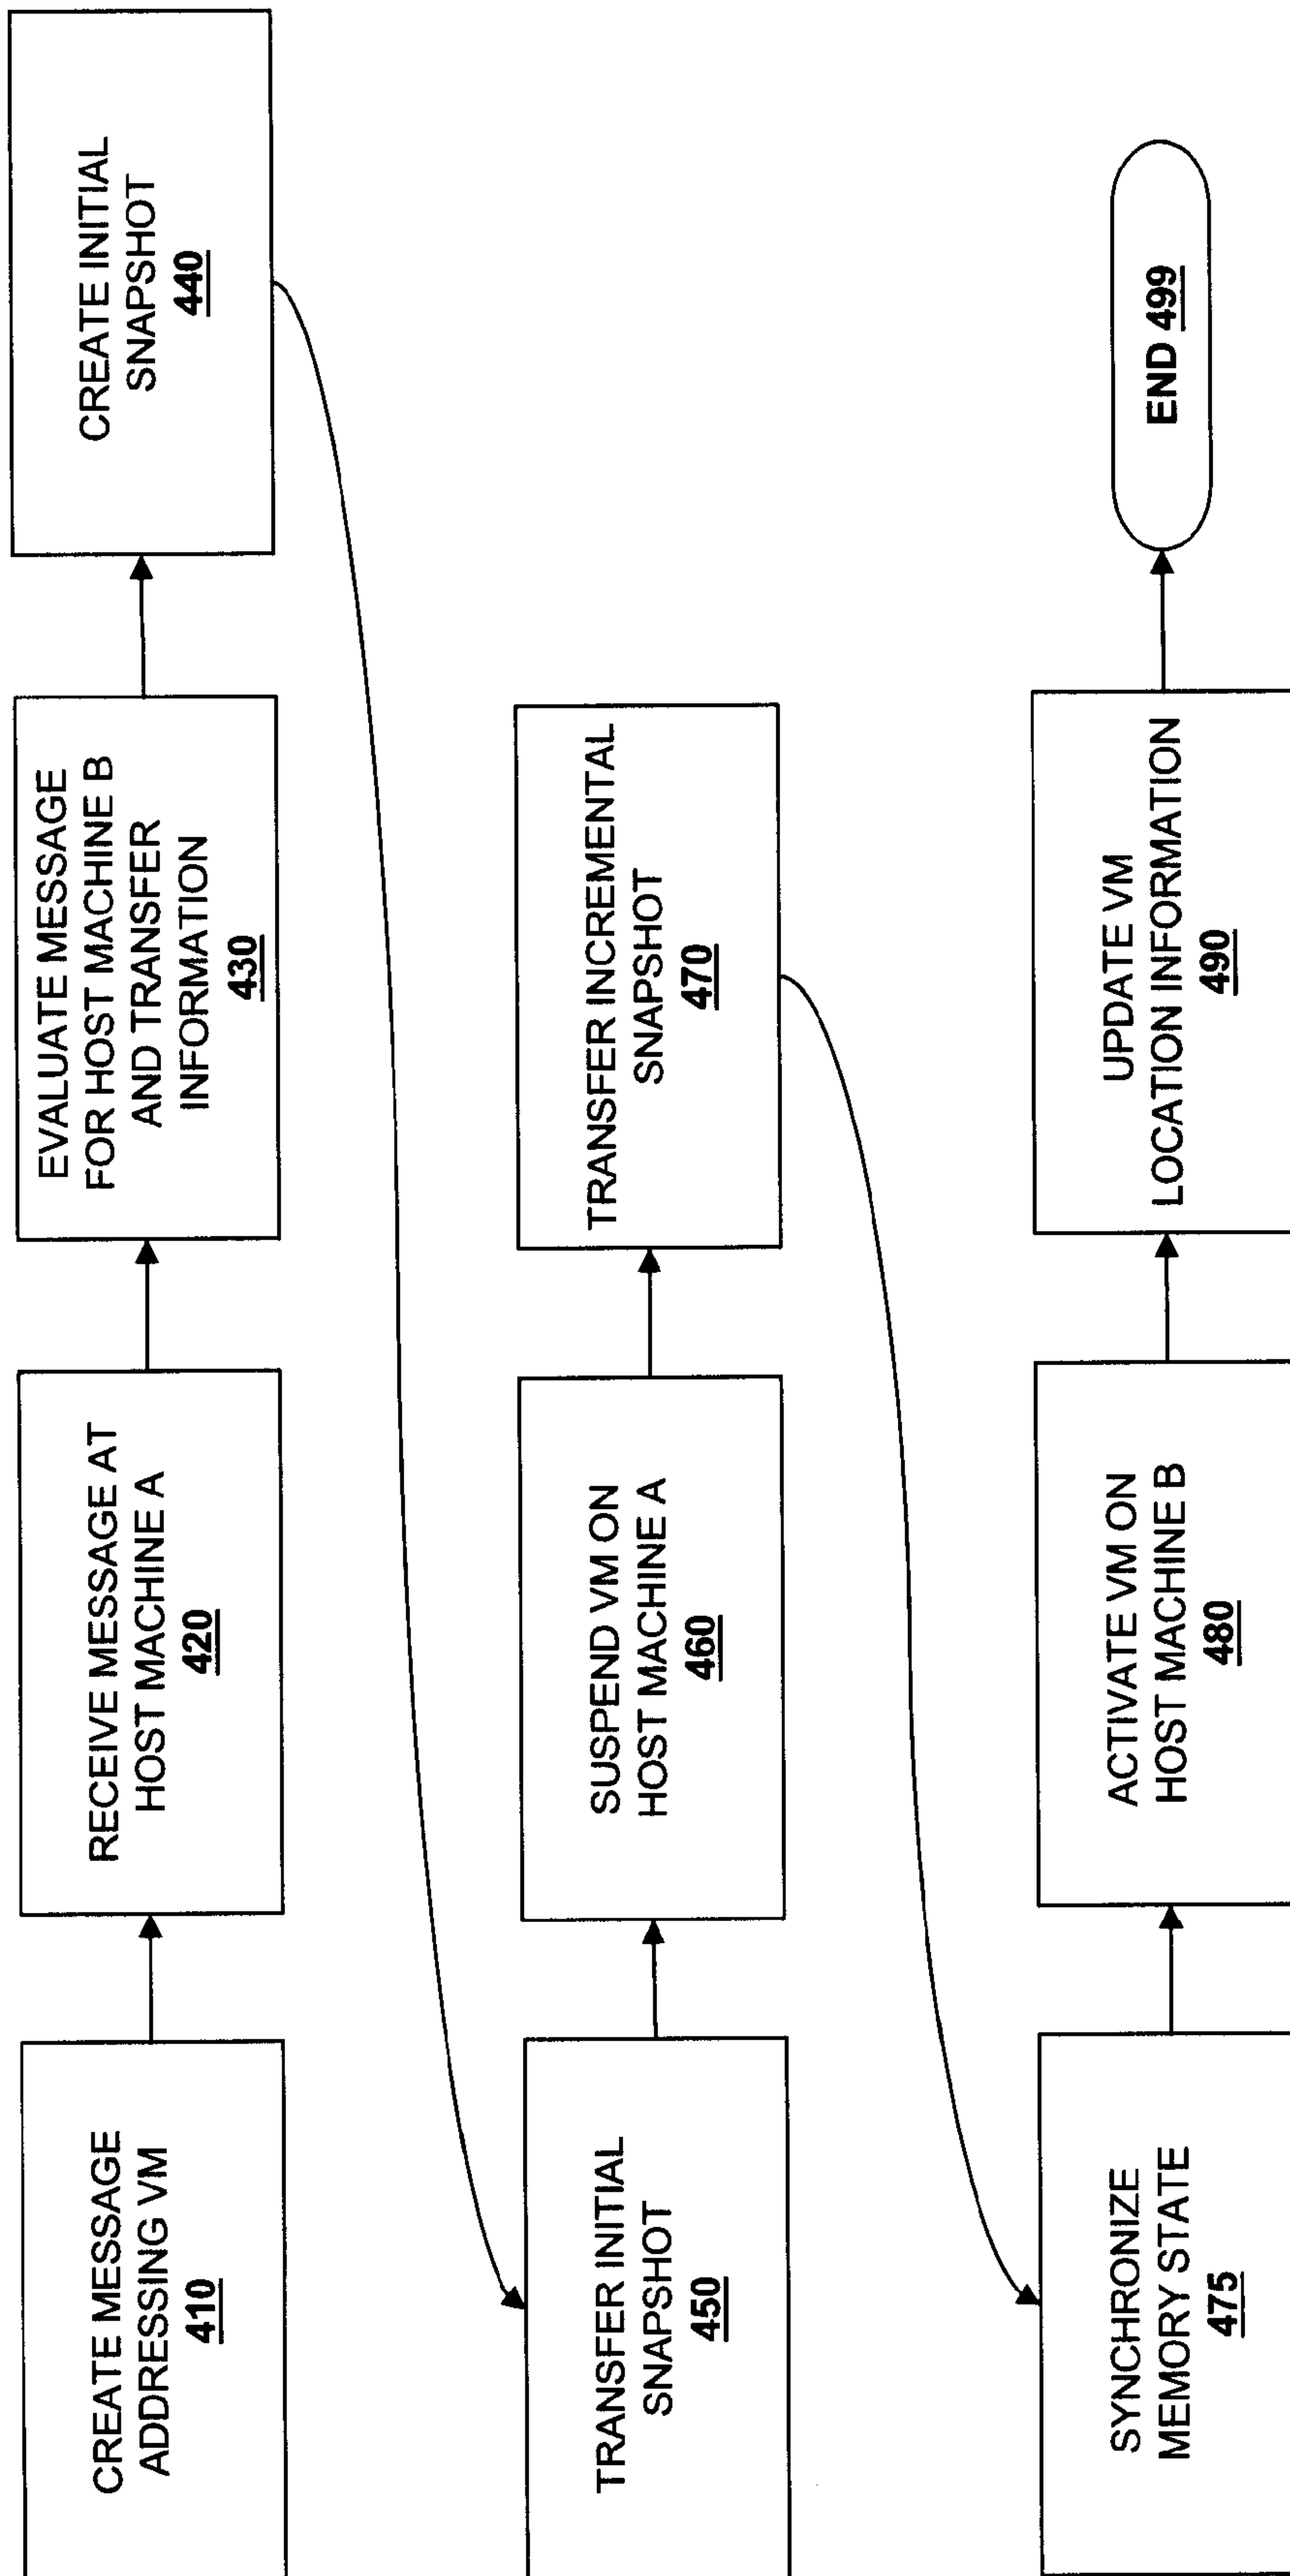 CREATE MESSAGE
ADDRESSING VM
410
RECEIVE MESSAGE AT
HOST MACHINE A
420
EVALUATE MESSAGE
FOR HOST MACHINE B
AND TRANSFER
INFORMATION
430
CREATE INITIAL
SNAPSHOT
440
TRANSFER INITIAL
SNAPSHOT
450
SUSPEND VM ON
HOST MACHINE A
460
TRANSFER INCREMENTAL
SNAPSHOT
470
SYNCHRONIZE
MEMORY STATE
475
ACTIVATE VM ON
HOST MACHINE B
480
UPDATE VM
LOCATION INFORMATION
490
END 499